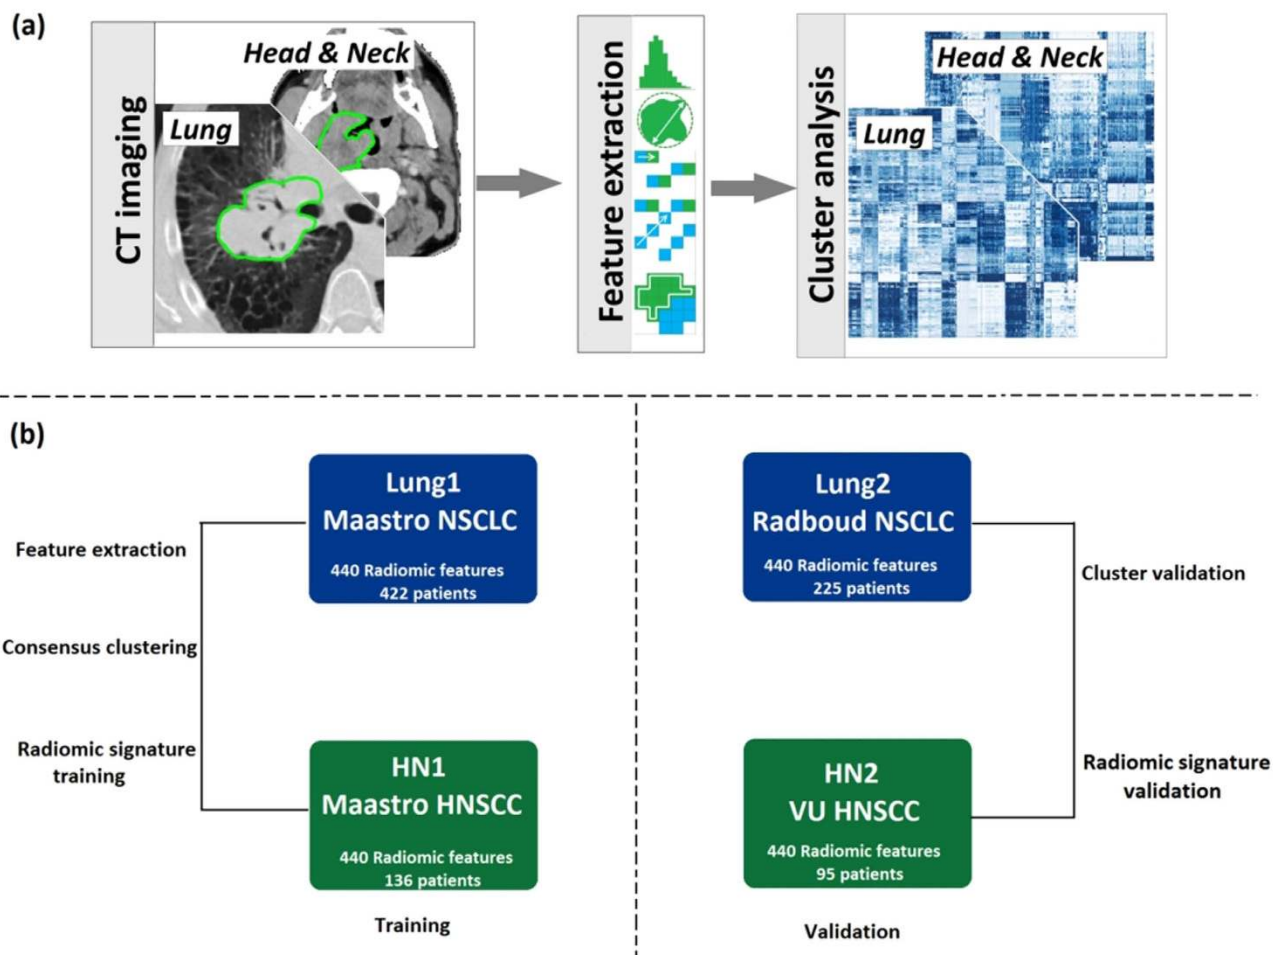 (a)
CT imaging
Head & Neck
Lung
Feature extraction
Cluster analysis
Head & Neck
Lung
(b)
Lung1
Maastro NSCLC
440 Radiomic features
422 patients
Feature extraction
Consensus clustering
Radiomic signature
training
HN1
Maastro HNSCC
440 Radiomic features
136 patients
Training
Lung2
Radboud NSCLC
440 Radiomic features
225 patients
Cluster validation
Radiomic signature
validation
HN2
VU HNSCC
440 Radiomic features
95 patients
Validation